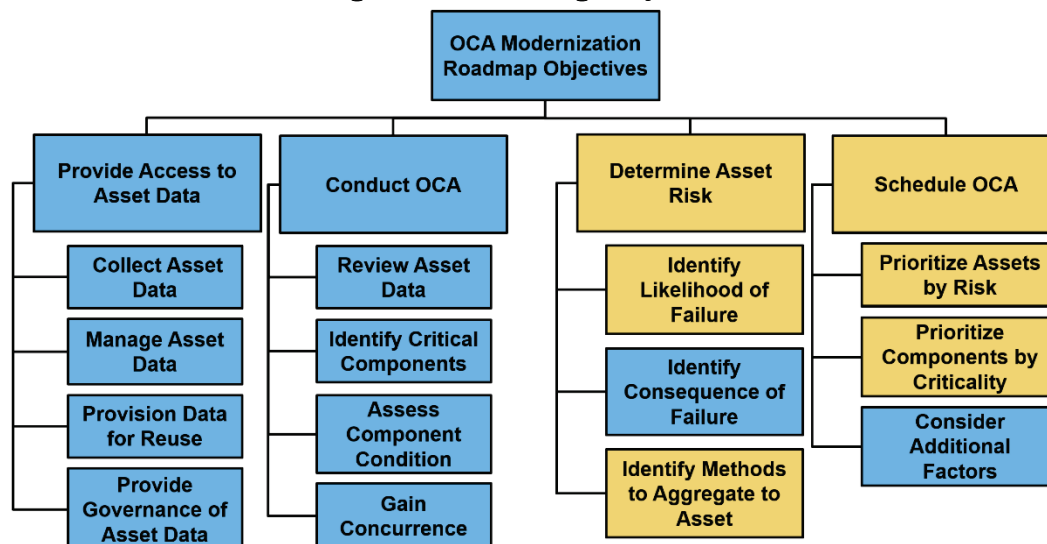 OCA Modernization
Roadmap Objectives
Provide Access to
Asset Data
Collect Asset
Data
Manage Asset
Data
Provision Data
for Reuse
Provide
Governance of
Asset Data
Conduct OCA
Review Asset
Data
Identify Critical
Components
Assess
Component
Condition
Gain
Concurrence
Determine Asset
Risk
Identify
Likelihood of
Failure
Identify
Consequence of
Failure
Identify Methods
to Aggregate to
Asset
Schedule OCA
Prioritize Assets
by Risk
Prioritize
Components by
Criticality
Consider
Additional
Factors